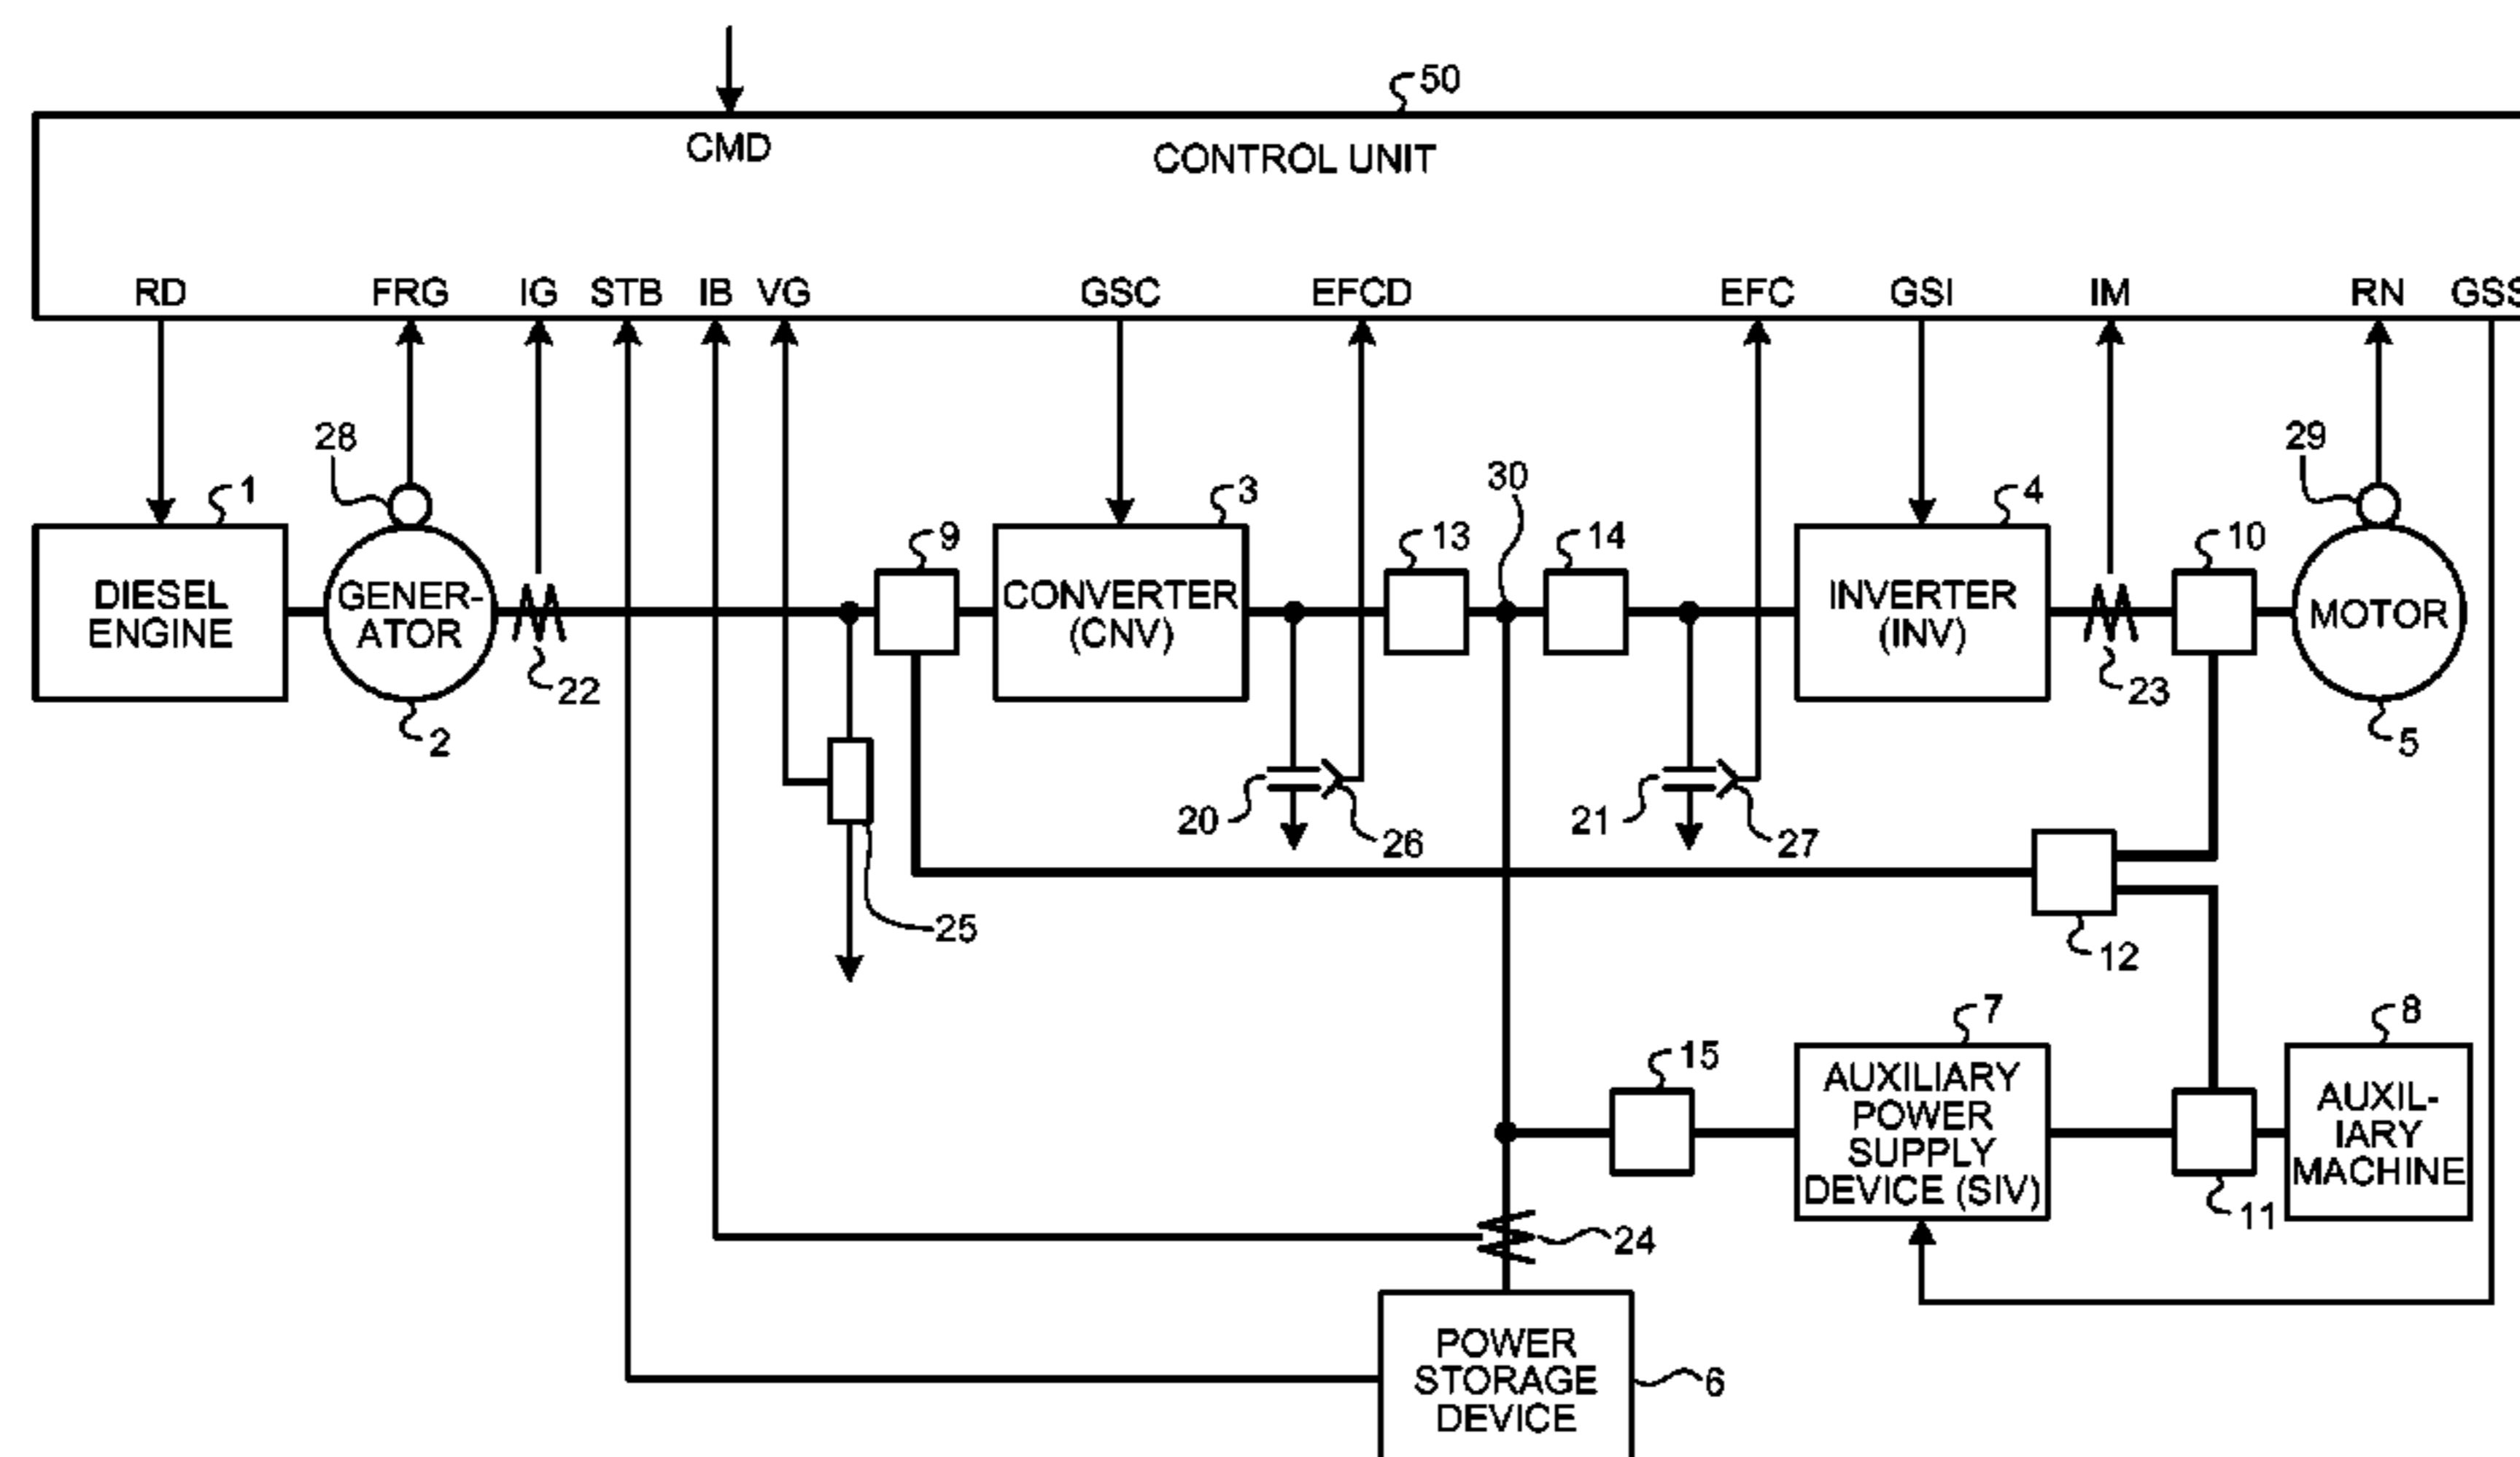 50
CMD
CONTROL UNIT
RD FRG IG STB IB VG GSC EFCD EFC GSI IM RN GSS
28
30
29
1
3
4
9
13
14
10
DIESEL
ENGINE
GENER-
ATOR
CONVERTER
(CNV)
INVERTER
(INV)
MOTOR
22
23
2
5
20
26
21
27
25
12
7
8
15
AUXILIARY
POWER
SUPPLY
DEVICE (SIV)
AUXIL-
IARY
MACHINE
11
24
POWER
STORAGE
DEVICE
6